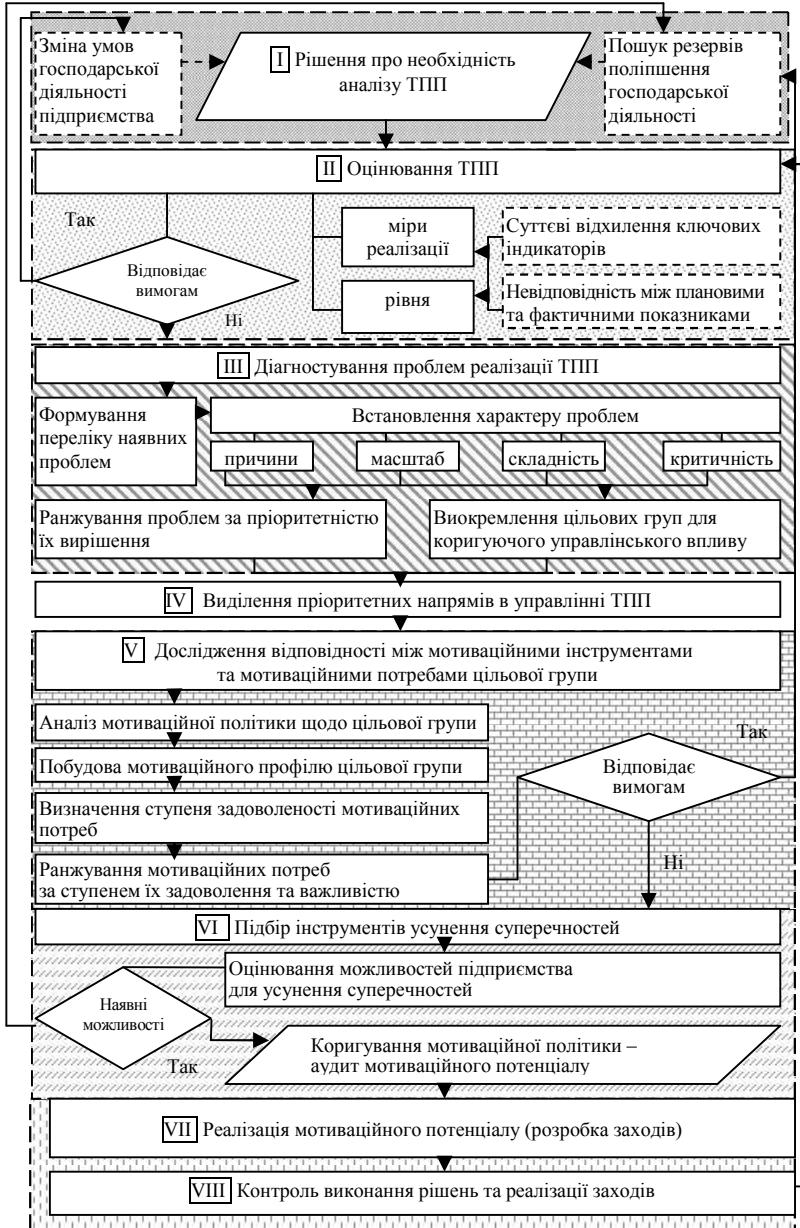 Зміна умов
господарської
діяльності
підприємства
I Рішення про необхідність
аналізу ТПП
Пошук резервів
поліпшення
господарської
діяльності
II Оцінювання ТПП
Так
Відповідає
вимогам
Ні
міри
реалізації
рівня
Суттєві відхилення ключових
індикаторів
Невідповідність між плановими
та фактичними показниками
III Діагностування проблем реалізації ТПП
Формування
переліку наявних
проблем
Встановлення характеру проблем
причини
масштаб
складність
критичність
Ранжування проблем за пріоритетністю
їх вирішення
Виокремлення цільових груп для
коригуючого управлінського впливу
IV Виділення пріоритетних напрямів в управлінні ТПП
V Дослідження відповідності між мотиваційними інструментами
та мотиваційними потребами цільової групи
Аналіз мотиваційної політики щодо цільової групи
Побудова мотиваційного профілю цільової групи
Визначення ступеня задоволеності мотиваційних
потреб
Ранжування мотиваційних потреб
за ступенем їх задоволення та важливістю
Так
Відповідає
вимогам
Ні
VI Підбір інструментів усунення суперечностей
Оцінювання можливостей підприємства
для усунення суперечностей
Наявні
можливості
Так
Коригування мотиваційної політики –
аудит мотиваційного потенціалу
VII Реалізація мотиваційного потенціалу (розробка заходів)
VIII Контроль виконання рішень та реалізації заходів